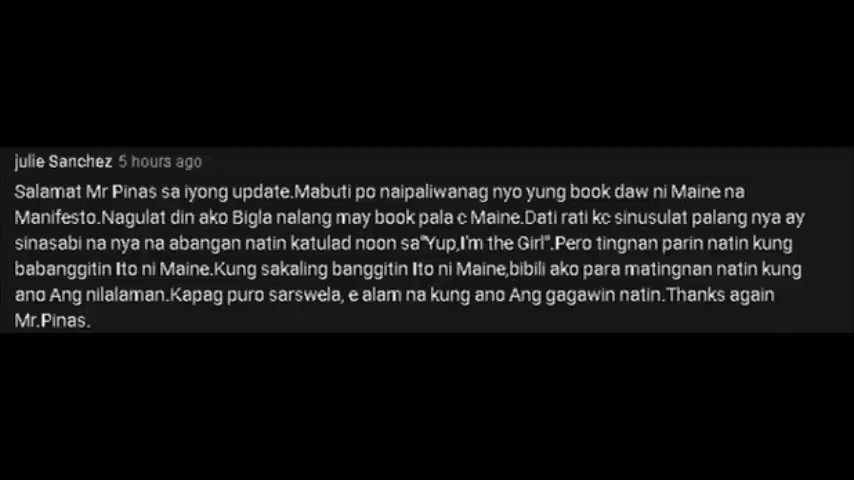 julie Sanchez 5 hours ago
Salamat Mr Pinas sa iyong update.Mabuti po naipaliwanag nyo yung book daw ni Maine na
Manifesto.Nagulat din ako Bigla nalang may book pala c Maine.Dati rati kc sinusulat palang nya ay
sinasabi na nya na abangan natin katulad noon sa"Yup,I'm the Girl".Pero tingnan parin natin kung
babanggitin Ito ni Maine.Kung sakaling banggitin Ito ni Maine,bibili ako para matingnan natin kung
ano Ang nilalaman.Kapag puro sarswela, e alam na kung ano Ang gagawin natin.Thanks again
Mr.Pinas.